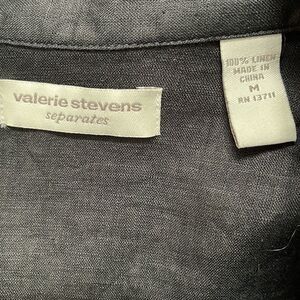 valerie stevens
separates
100% LINEN
MADE IN
CHINA
M
RN 13711